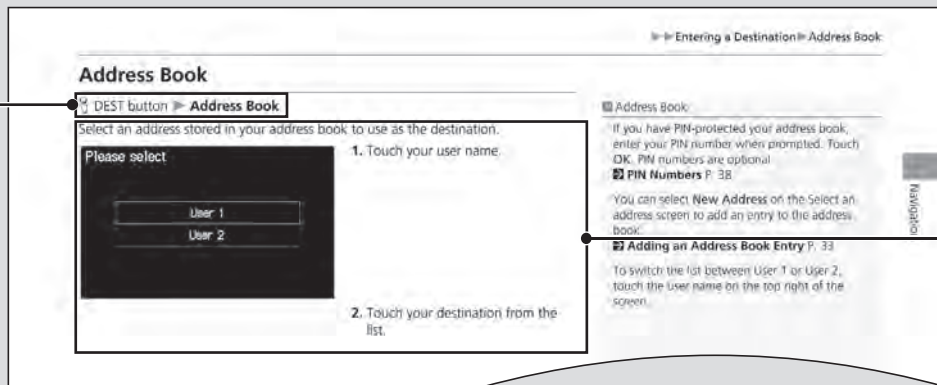 Entering a Destination Address Book
Address Book
DEST button Address Book
Select an address stored in your address book to use as the destination.
Please select
User 1
User 2
1. Touch your user name.
2. Touch your destination from the
list.
Address Book
If you have PIN-protected your address book,
enter your PIN number when prompted. Touch
OK. PIN numbers are optional.
PIN Numbers P. 38
You can select New Address on the Select an
address screen to add an entry to the address
book.
Adding an Address Book Entry P. 33
To switch the list between User 1 or User 2,
touch the user name on the top right of the
screen.
Navigation